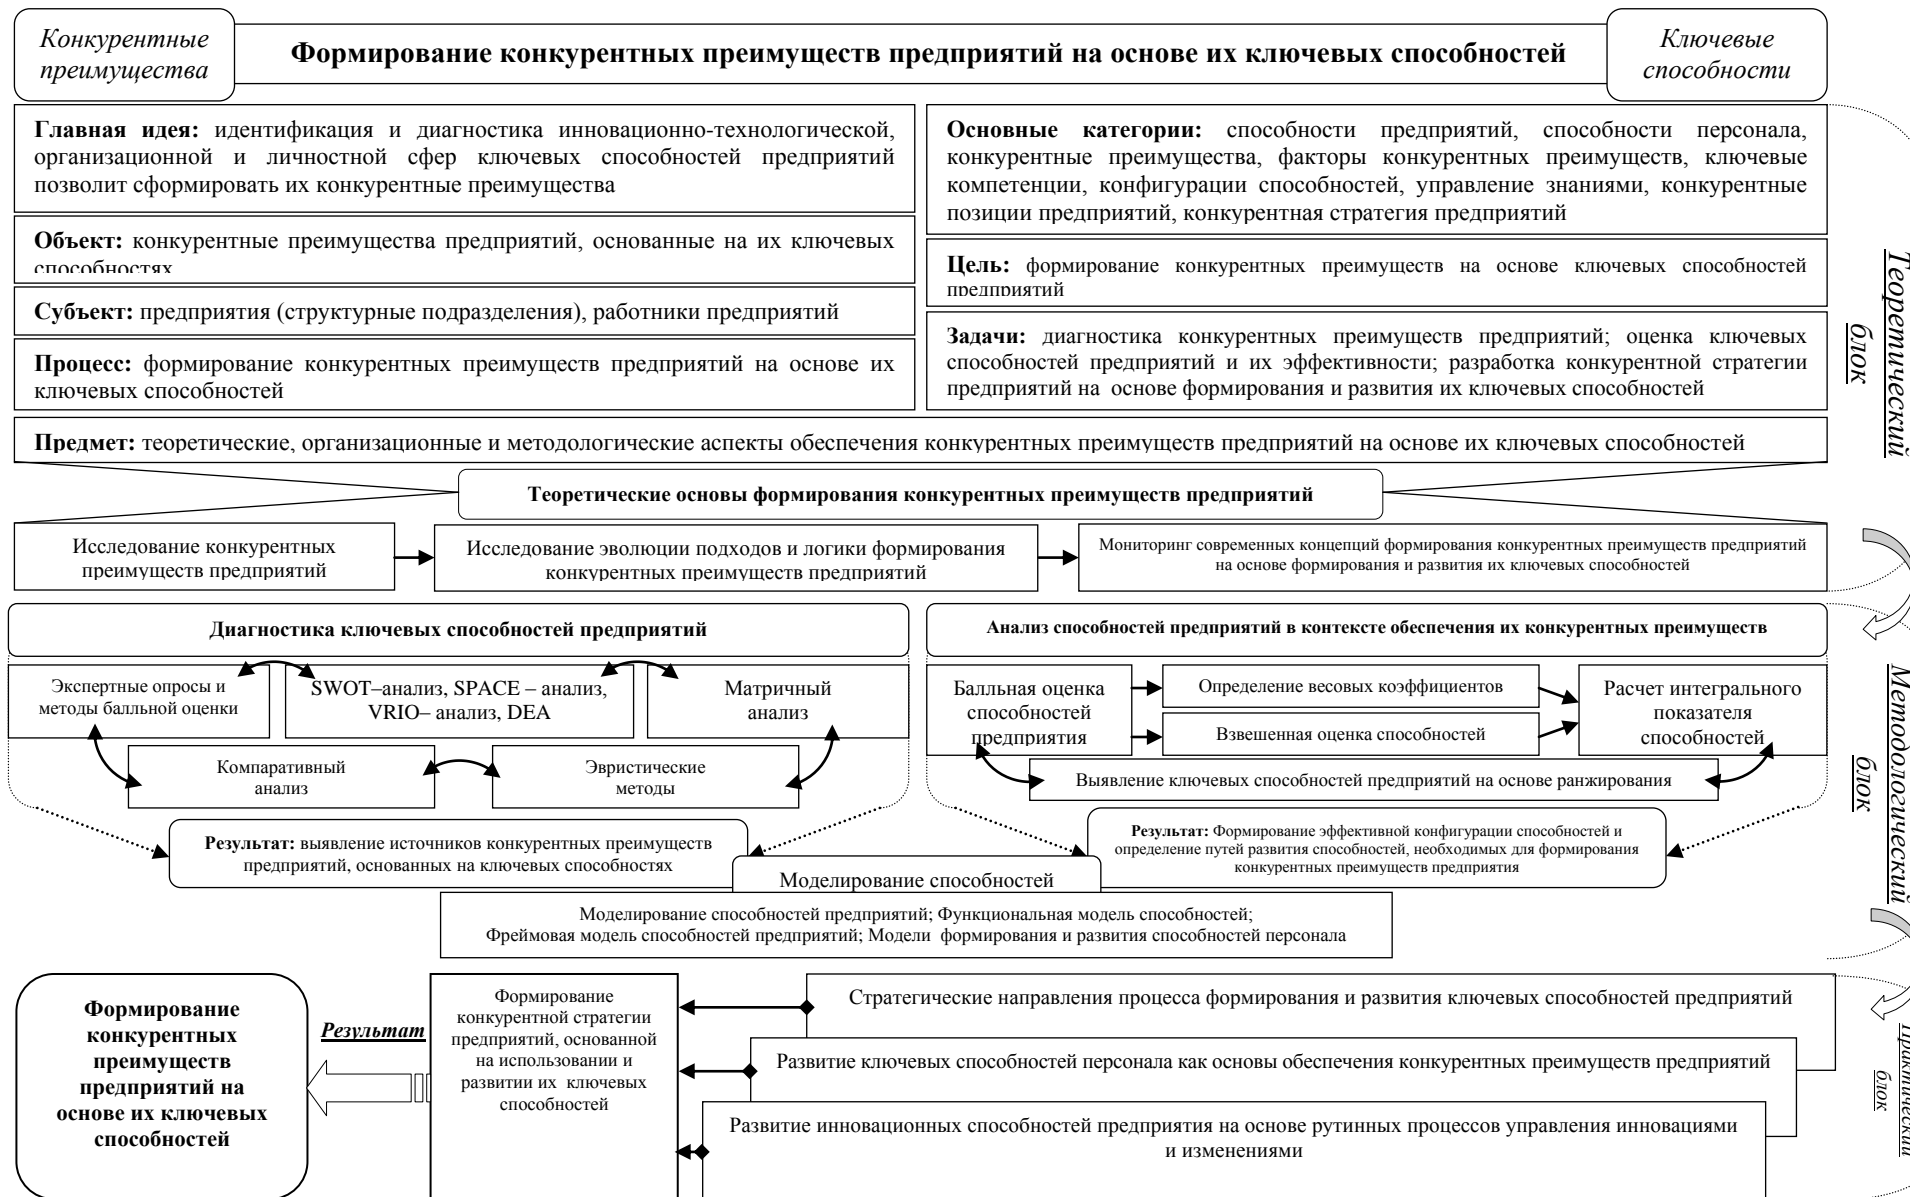 Конкурентные
преимущества
Формирование конкурентных преимуществ предприятий на основе их ключевых способностей
Ключевые
способности
Главная идея: идентификация и диагностика инновационно-технологической,
организационной и личностной сфер ключевых способностей предприятий
позволит сформировать их конкурентные преимущества
Объект: конкурентные преимущества предприятий, основанные на их ключевых
способностях
Субъект: предприятия (структурные подразделения), работники предприятий
Процесс: формирование конкурентных преимуществ предприятий на основе их
ключевых способностей
Основные категории: способности предприятий, способности персонала,
конкурентные преимущества, факторы конкурентных преимуществ, ключевые
компетенции, конфигурации способностей, управление знаниями, конкурентные
позиции предприятий, конкурентная стратегия предприятий
Цель: формирование конкурентных преимуществ на основе ключевых способностей
предприятий
Задачи: диагностика конкурентных преимуществ предприятий; оценка ключевых
способностей предприятий и их эффективности; разработка конкурентной стратегии
предприятий на основе формирования и развития их ключевых способностей
Предмет: теоретические, организационные и методологические аспекты обеспечения конкурентных преимуществ предприятий на основе их ключевых способностей
Теоретический
блок
Теоретические основы формирования конкурентных преимуществ предприятий
Исследование конкурентных
преимуществ предприятий
Исследование эволюции подходов и логики формирования
конкурентных преимуществ предприятий
Мониторинг современных концепций формирования конкурентных преимуществ предприятий
на основе формирования и развития их ключевых способностей
Диагностика ключевых способностей предприятий
Экспертные опросы и
методы балльной оценки
SWOT–анализ, SPACE – анализ,
VRIO– анализ, DEA
Матричный
анализ
Компаративный
анализ
Эвристические
методы
Результат: выявление источников конкурентных преимуществ
предприятий, основанных на ключевых способностях
Анализ способностей предприятий в контексте обеспечения их конкурентных преимуществ
Балльная оценка
способностей
предприятия
Определение весовых коэффициентов
Взвешенная оценка способностей
Расчет интегрального
показателя
способностей
Выявление ключевых способностей предприятий на основе ранжирования
Результат: Формирование эффективной конфигурации способностей и
определение путей развития способностей, необходимых для формирования
конкурентных преимуществ предприятия
Методологический
блок
Моделирование способностей
Моделирование способностей предприятий; Функциональная модель способностей;
Фреймовая модель способностей предприятий; Модели формирования и развития способностей персонала
Формирование
конкурентных
преимуществ
предприятий на
основе их ключевых
способностей
Результат
Формирование
конкурентной стратегии
предприятий, основанной
на использовании и
развитии их ключевых
способностей
Стратегические направления процесса формирования и развития ключевых способностей предприятий
Развитие ключевых способностей персонала как основы обеспечения конкурентных преимуществ предприятий
Развитие инновационных способностей предприятия на основе рутинных процессов управления инновациями
и изменениями
Практический
блок